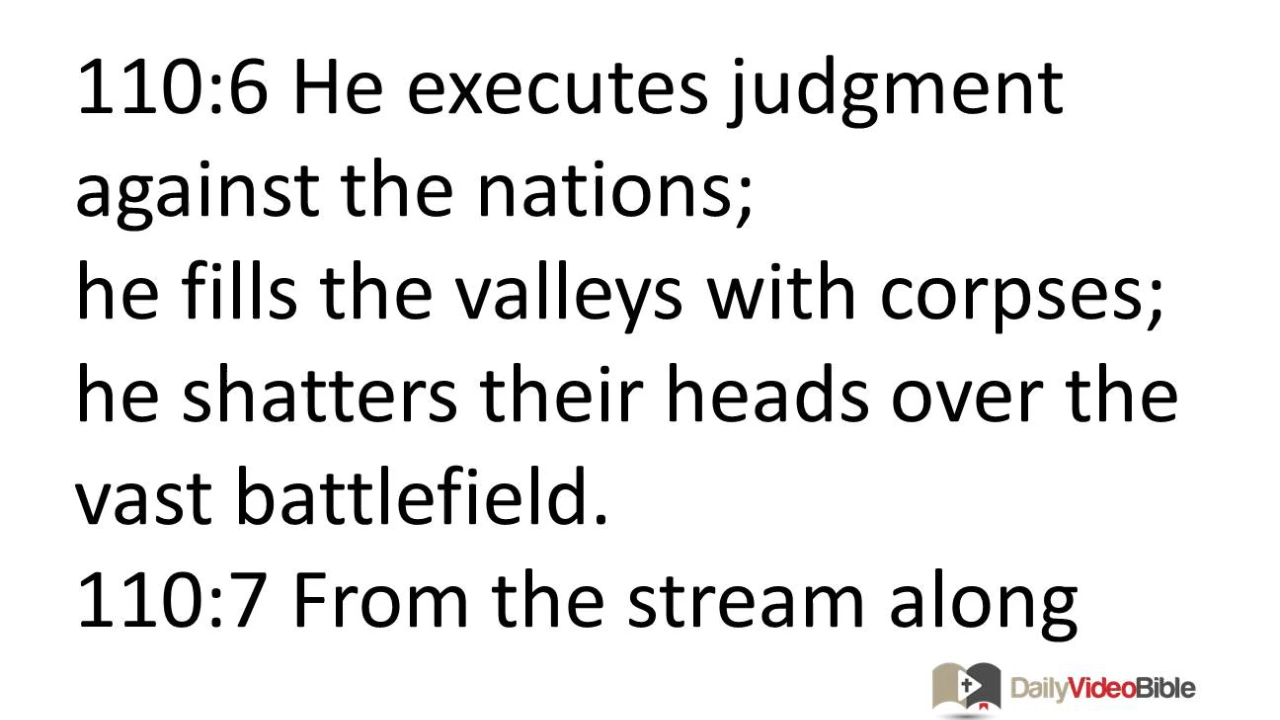 110:6 He executes judgment
against the nations;
he fills the valleys with corpses;
he shatters their heads over the
vast battlefield.
110:7 From the stream along
DailyVideoBible